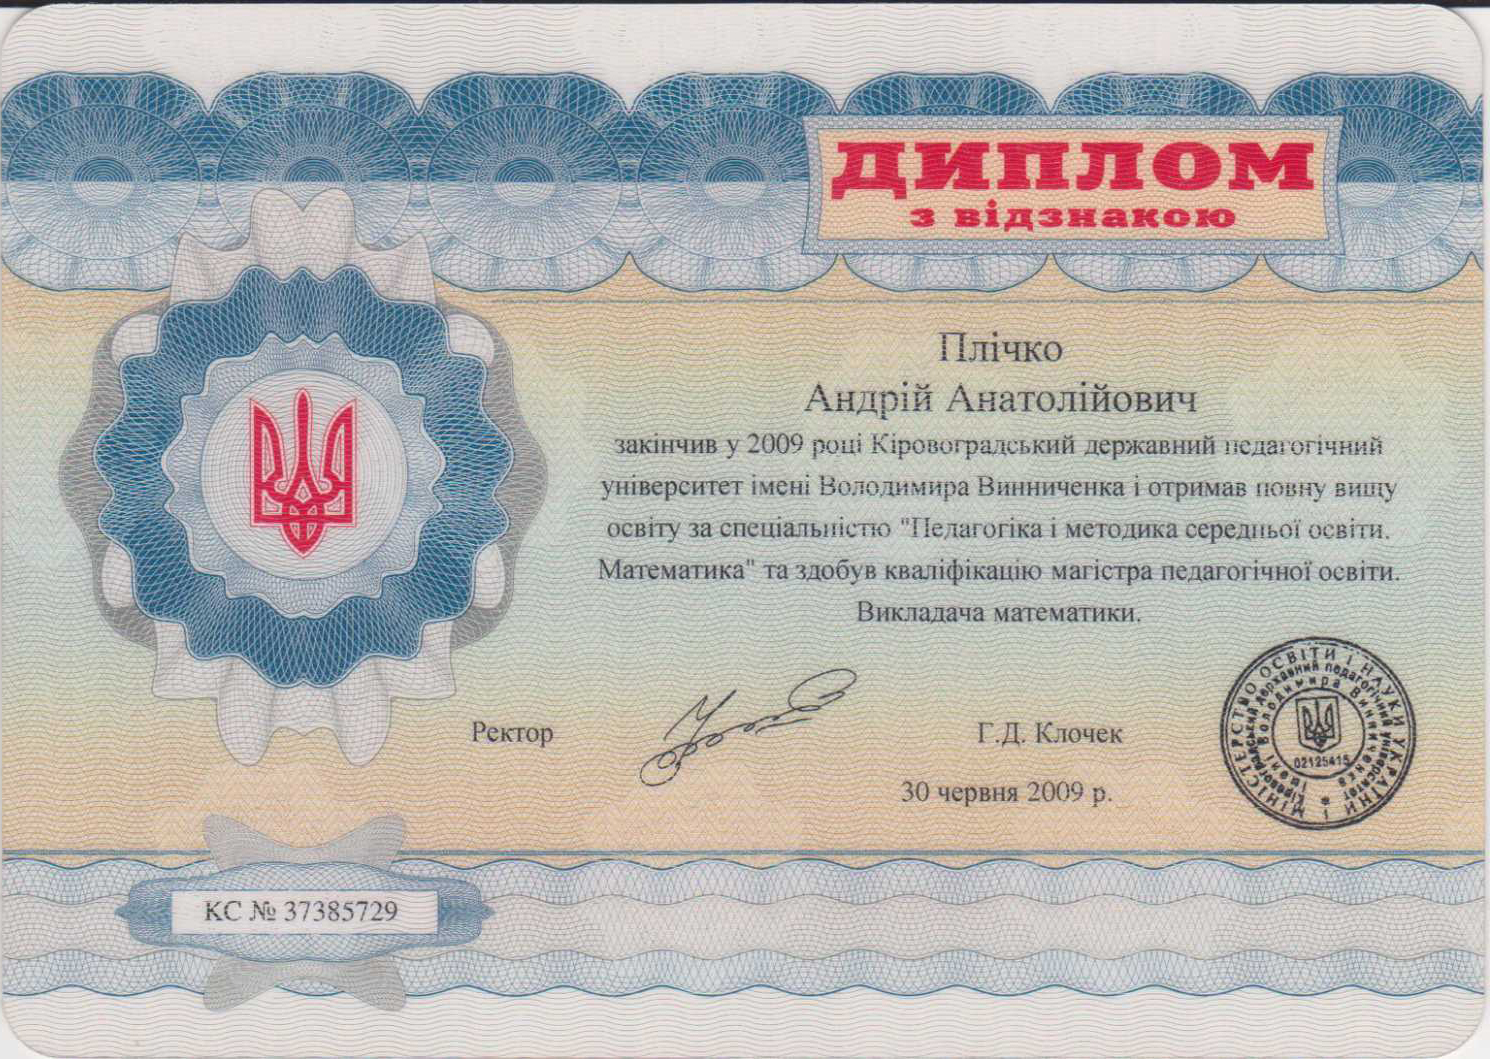 ДИПЛОМ
з відзнакою
Плічко
Андрій Анатолійович
закінчив у 2009 році Кіровоградський державний педагогічний
університет імені Володимира Винниченка і отримав повну вищу
освіту за спеціальністю "Педагогіка і методика середньої освіти.
Математика" та здобув кваліфікацію магістра педагогічної освіти.
Викладача математики.
Ректор
Г.Д. Клочек
30 червня 2009 р.
МІНІСТЕРСТВО ОСВІТИ І НАУКИ УКРАЇНИ
Кіровоградський державний педагогічний університет
імені Володимира Винниченка
02125415
КС № 37385729